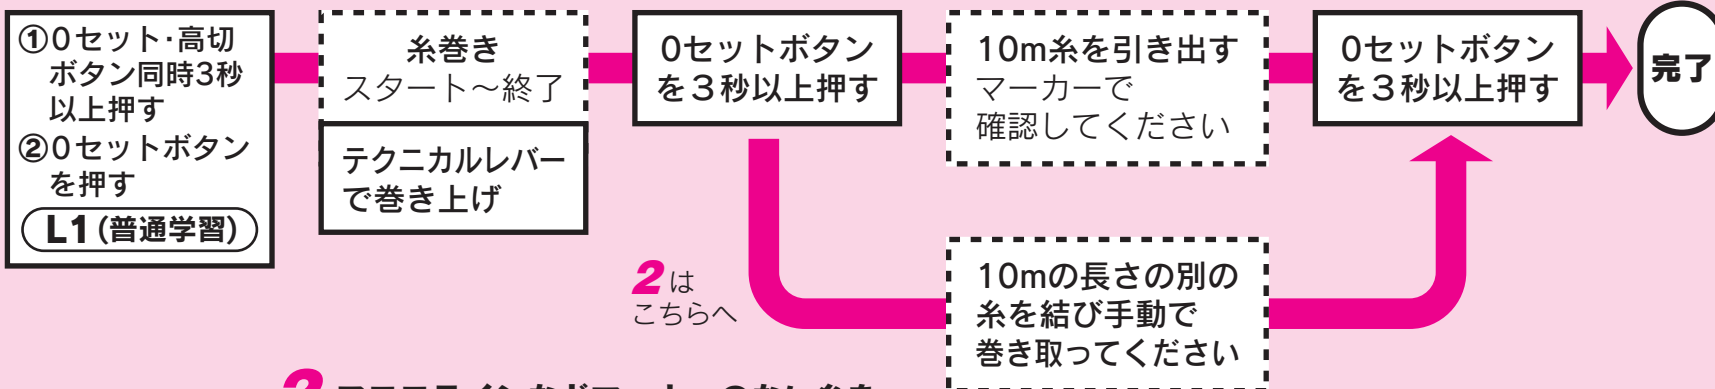 ①0セット・高切
ボタン同時3秒
以上押す
②0セットボタン
を押す
L1(普通学習)
糸巻き
スタート～終了
テクニカルレバー
で巻き上げ
0セットボタン
を3秒以上押す
10m糸を引き出す
マーカーで
確認してください
0セットボタン
を3秒以上押す
完了
2は
こちらへ
10mの長さの別の
糸を結び手動で
巻き取ってください